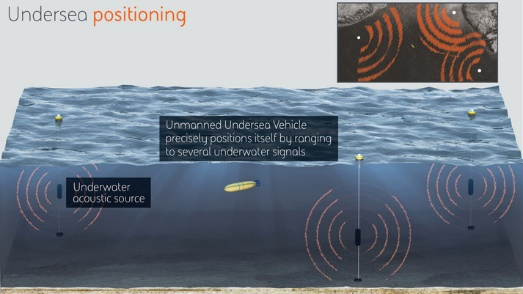 Undersea positioning
Unmanned Undersea Vehicle
precisely positions itself by ranging
to several underwater signals
Underwater
acoustic source